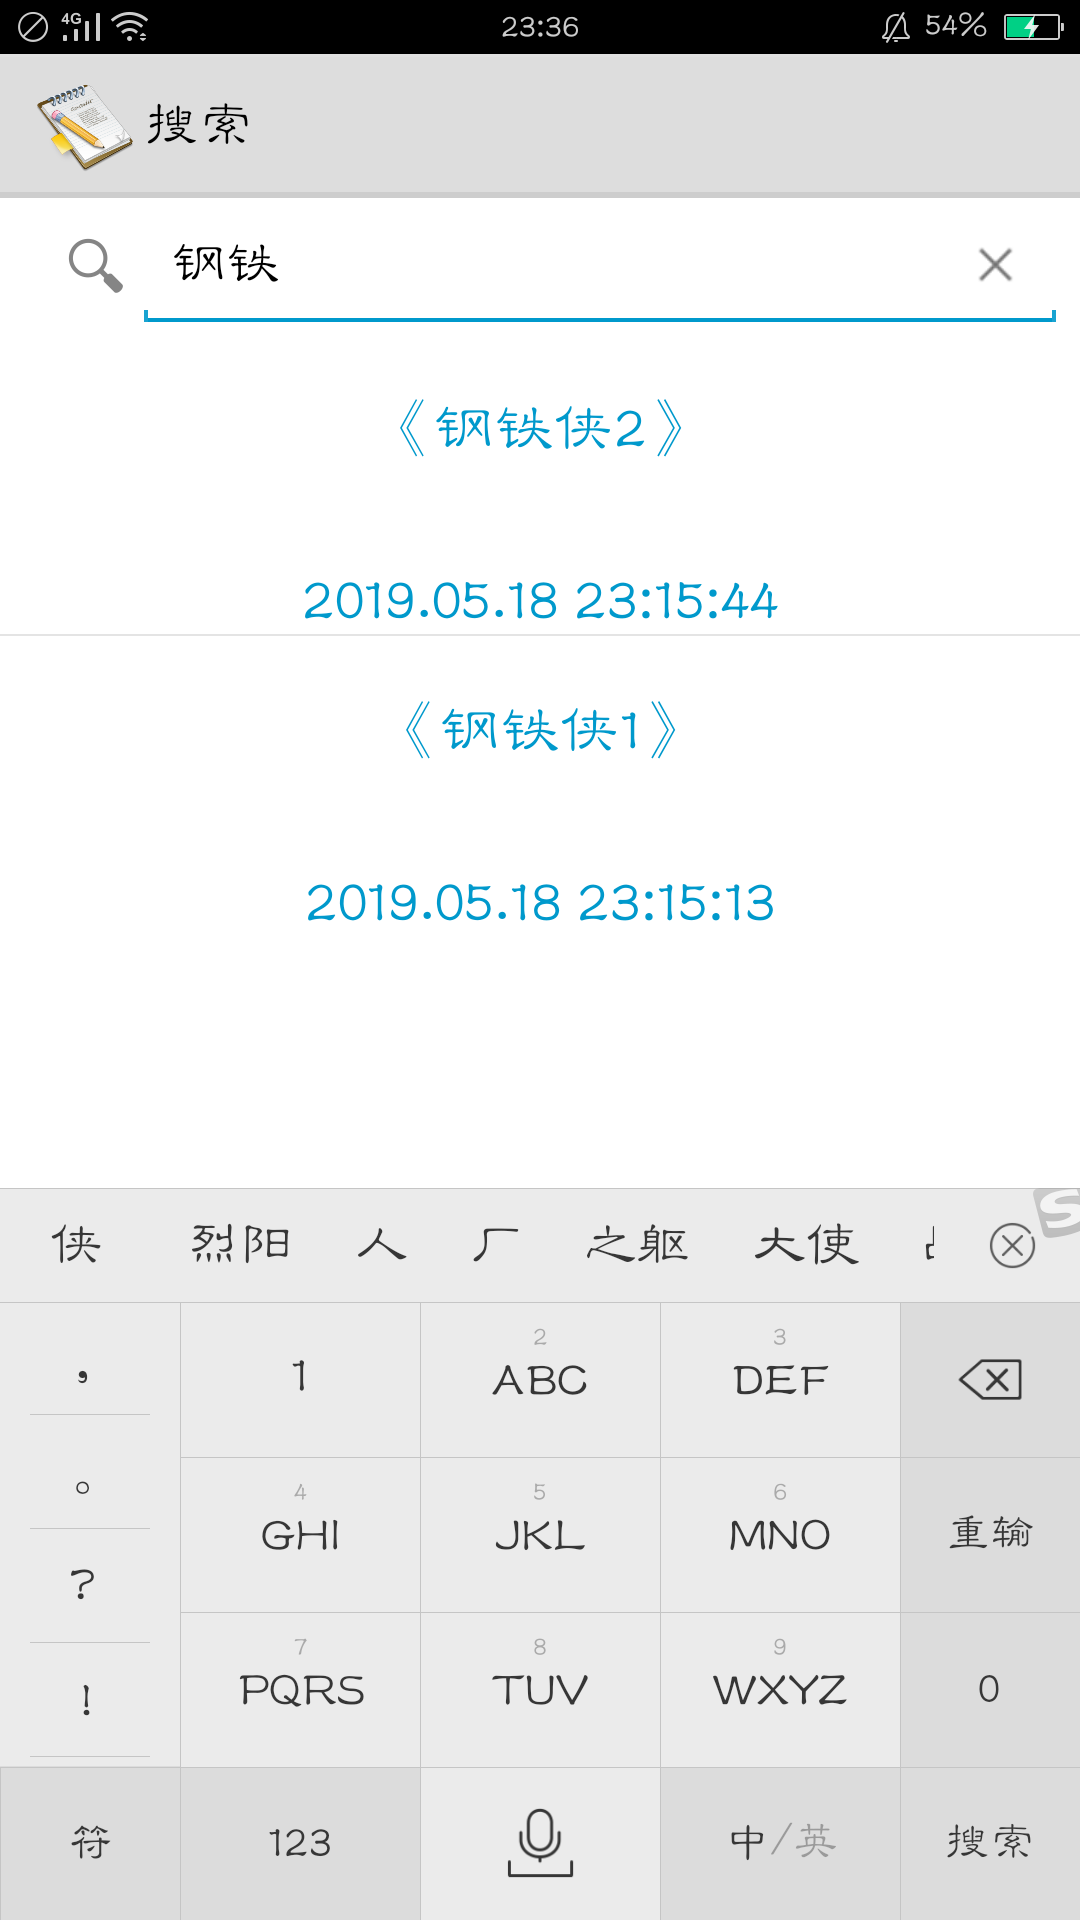 4G 23:36 54%
搜索
钢铁
《钢铁侠2》
2019.05.18 23:15:44
《钢铁侠1》
2019.05.18 23:15:13
侠 烈阳 人 厂 之躯 大使
, 1 2 ABC 3 DEF
。 4 GHI 5 JKL 6 MNO 重输
? 7 PQRS 8 TUV 9 WXYZ 0
!
符 123 中/英 搜索